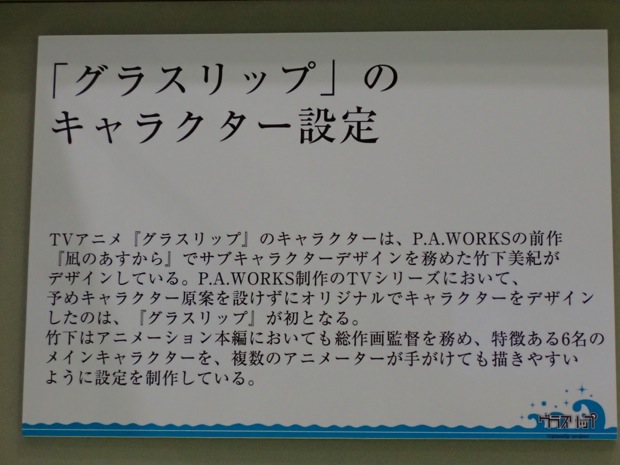 「グラスリップ」の
キャラクター設定
TVアニメ『グラスリップ』のキャラクターは、P.A.WORKSの前作
『凪のあすから』でサブキャラクターデザインを務めた竹下美紀が
デザインしている。P.A.WORKS制作のTVシリーズにおいて、
予めキャラクター原案を設けずにオリジナルでキャラクターをデザイン
したのは、『グラスリップ』が初となる。
竹下はアニメーション本編においても総作画監督を務め、特徴ある6名の
メインキャラクターを、複数のアニメーターが手がけても描きやすい
ように設定を制作している。
グラスリップ